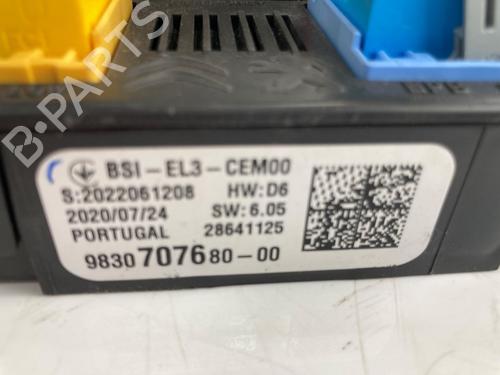 BSI-EL3-CEM00
S:2022061208 HW:D6
2020/07/24 SW:6.05
PORTUGAL 28641125
9830707680-00
B-PARTS